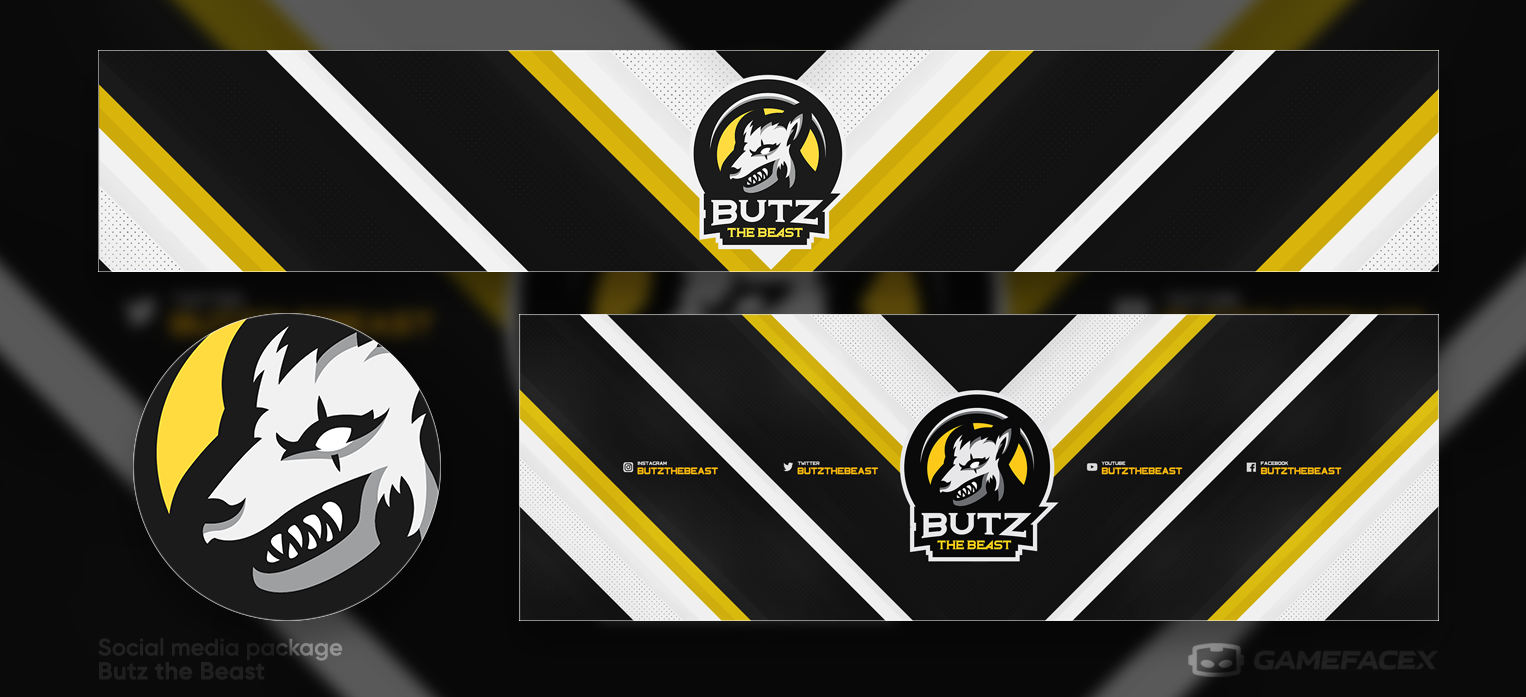 BUTZ
THE BEAST
INSTAGRAM
BUTZTHEBEAST
TWITTER
BUTZTHEBEAST
BUTZ
THE BEAST
YOUTUBE
BUTZTHEBEAST
FACEBOOK
BUTZTHEBEAST
Social media package
Butz the Beast
GAMEFACEX